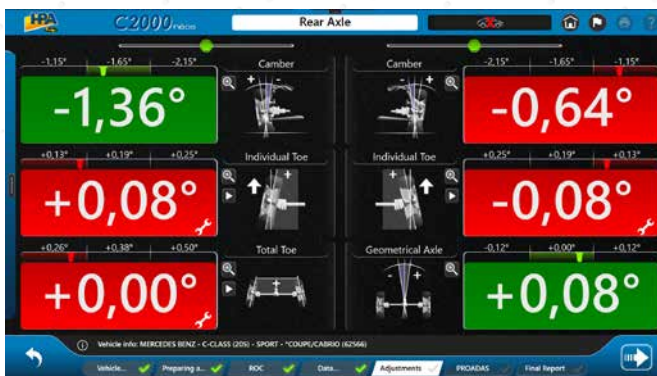 HPA C2000 neos Rear Axle
-1,15° -1,65° -2,15° Camber Camber -2,15° -1,65° -1,15°
-1,36° + - - + -0,64°
+0,13° +0,19° +0,25° Individual Toe Individual Toe +0,25° +0,19° +0,13°
+0,08° + + -0,08°
+0,26° +0,38° +0,50° Total Toe Geometrical Axle -0,12° +0,00° +0,12°
+0,00° + - + +0,08°
Vehicle info: MERCEDES BENZ - C-CLASS (205) - SPORT - *COUPE/CABRIO (62566)
Vehicle... Preparing a... ROC Data... Adjustments PROADAS Final Report